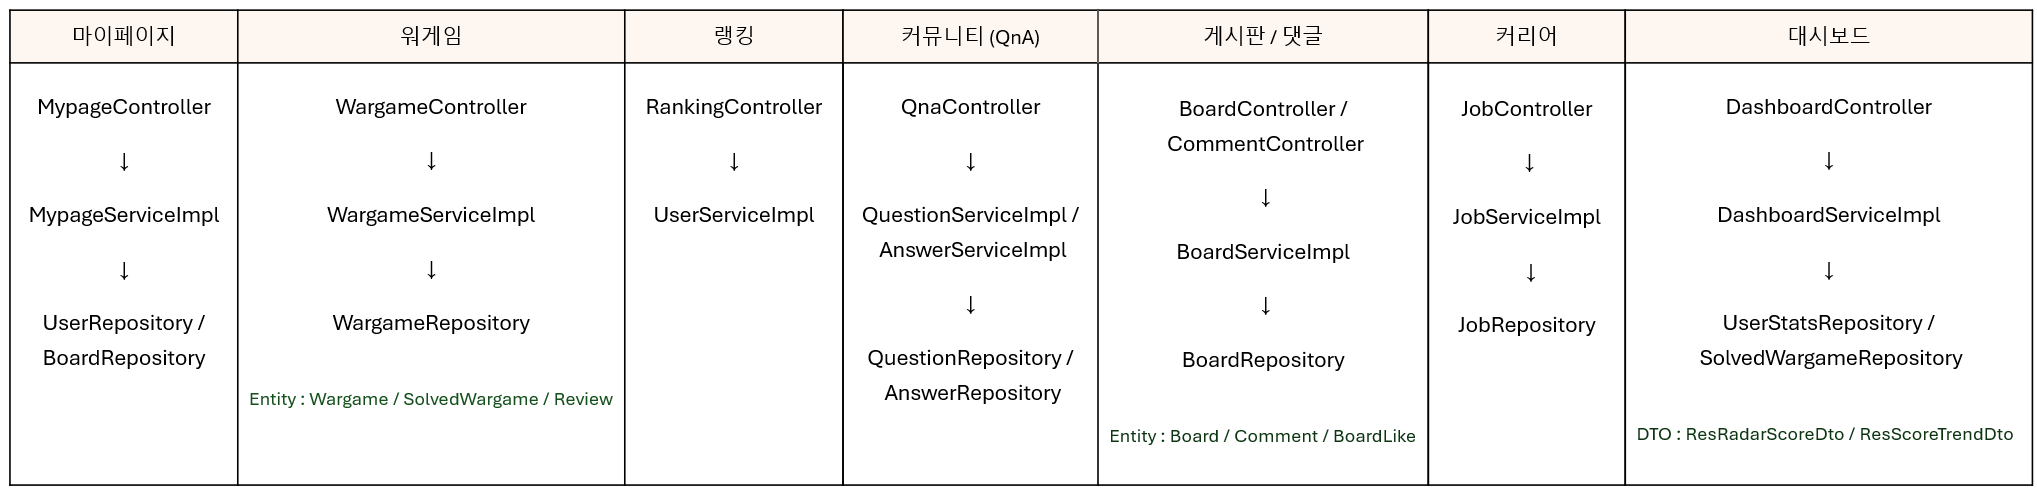 마이페이지
워게임
랭킹
커뮤니티 (QnA)
게시판 / 댓글
커리어
대시보드
MypageController
↓
MypageServiceImpl
↓
UserRepository /
BoardRepository
WargameController
↓
WargameServiceImpl
↓
WargameRepository
Entity : Wargame / SolvedWargame / Review
RankingController
↓
UserServiceImpl
QnaController
↓
QuestionServiceImpl /
AnswerServiceImpl
↓
QuestionRepository /
AnswerRepository
BoardController /
CommentController
↓
BoardServiceImpl
↓
BoardRepository
Entity : Board / Comment / BoardLike
JobController
↓
JobServiceImpl
↓
JobRepository
DashboardController
↓
DashboardServiceImpl
↓
UserStatsRepository /
SolvedWargameRepository
DTO : ResRadarScoreDto / ResScoreTrendDto